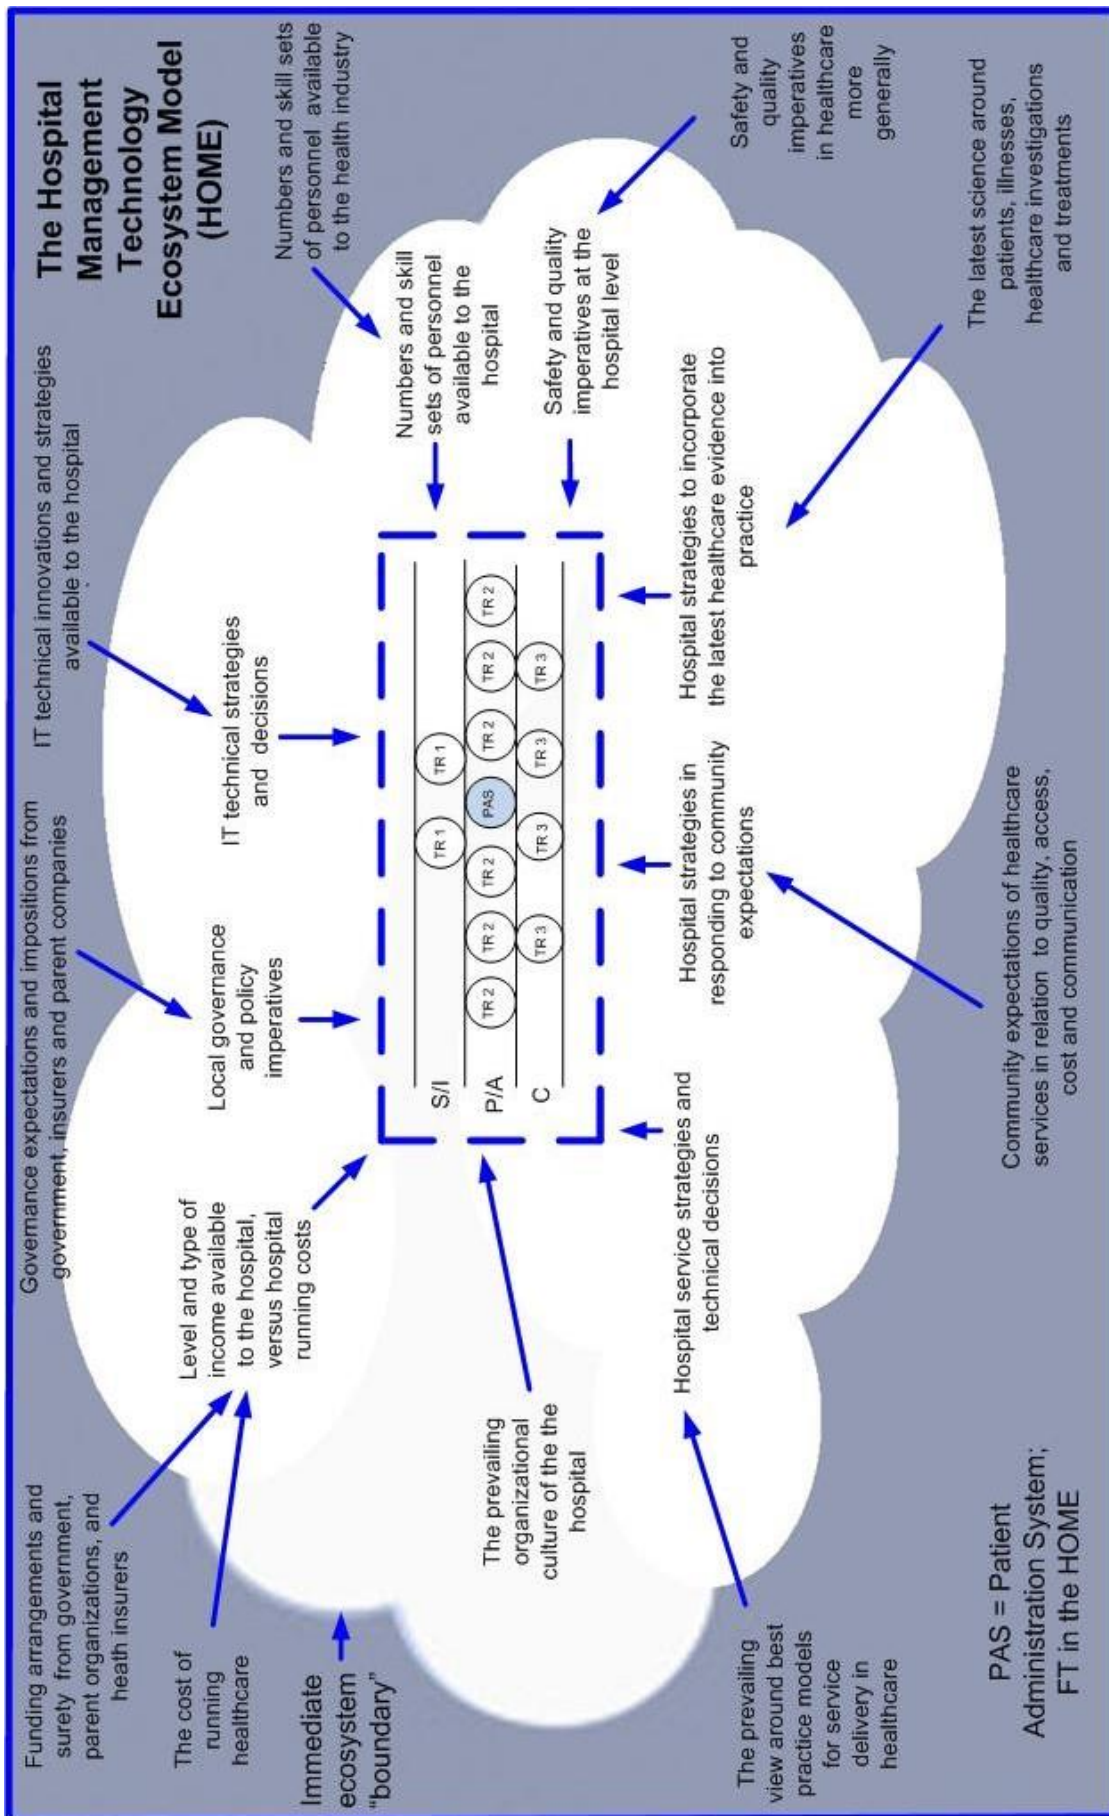 The Hospital
Management
Technology
Ecosystem Model
(HOME)
Funding arrangements and
surely from government,
parent organizations, and
heath insurers
Governance expectations and impositions from
government, insurers and parent companies
IT technical innovations and strategies
available to the hospital
Numbers and skill sets
of personnel available
to the health industry
The cost of
running
healthcare
Level and type of
income available
to the hospital,
versus hospital
running costs
Local governance
and policy
imperatives
IT technical strategies
and decisions
Numbers and skill
sets of personnel
available to the
hospital
Immediate
ecosystem
“boundary”
S/I
TR 1
TR 1
P/A
TR 2
TR 2
TR 2
PAS
TR 2
TR 2
TR 2
C
TR 3
TR 3
TR 3
TR 3
The prevailing
organizational
culture of the the
hospital
Safety and quality
imperatives at the
hospital level
Safety and
quality
imperatives
in healthcare
more
generally
Hospital service strategies and
technical decisions
Hospital strategies in
responding to community
expectations
Hospital strategies to incorporate
the latest healthcare evidence into
practice
The prevailing
view around best
practice models
for service
delivery in
healthcare
Community expectations of healthcare
services in relation to quality, access,
cost and communication
The latest science around
patients, illnesses,
healthcare investigations
and treatments
PAS = Patient
Administration System;
FT in the HOME